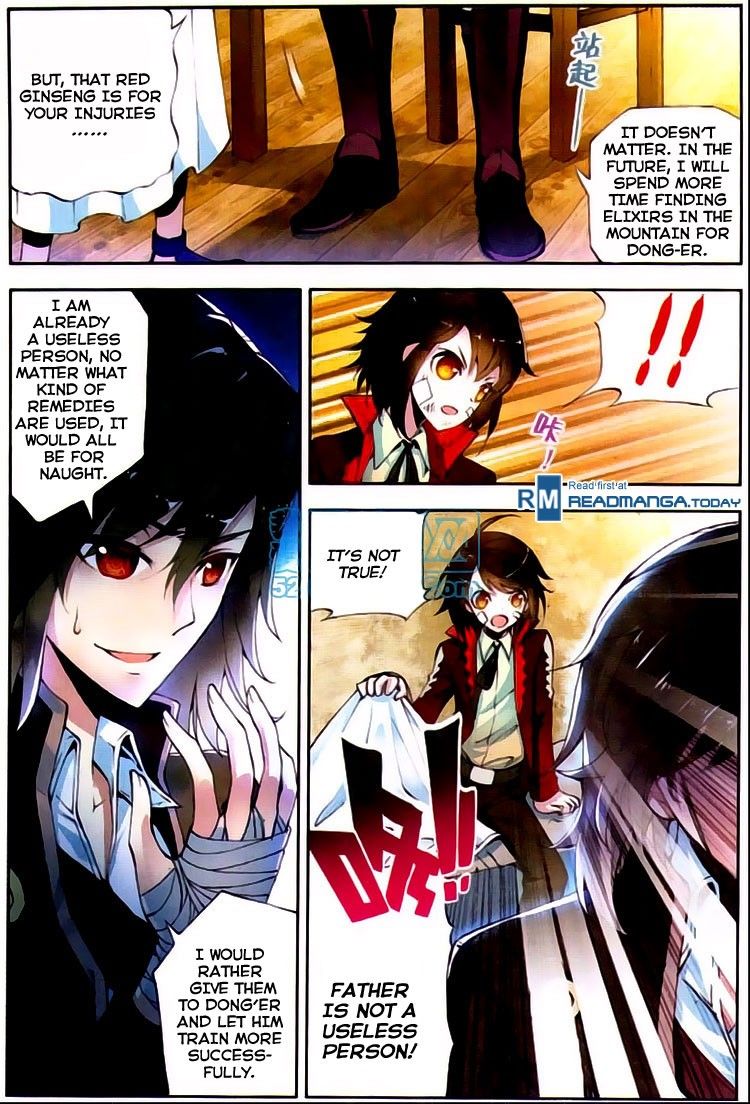 BUT, THAT RED
GINSENG IS FOR
YOUR INJURIES
......
站起
IT DOESN'T
MATTER. IN THE
FUTURE, I WILL
SPEND MORE
TIME FINDING
ELIXIRS IN THE
MOUNTAIN FOR
DONG-ER.
I AM
ALREADY
A USELESS
PERSON, NO
MATTER WHAT
KIND OF
REMEDIES
ARE USED, IT
WOULD ALL
BE FOR
NAUGHT.
!!
咔!
Read first at
RM READMANGA.TODAY
IT'S NOT
TRUE!
I WOULD
RATHER
GIVE THEM
TO DONG'ER
AND LET HIM
TRAIN MORE
SUCCESS-
FULLY.
FATHER
IS NOT A
USELESS
PERSON!